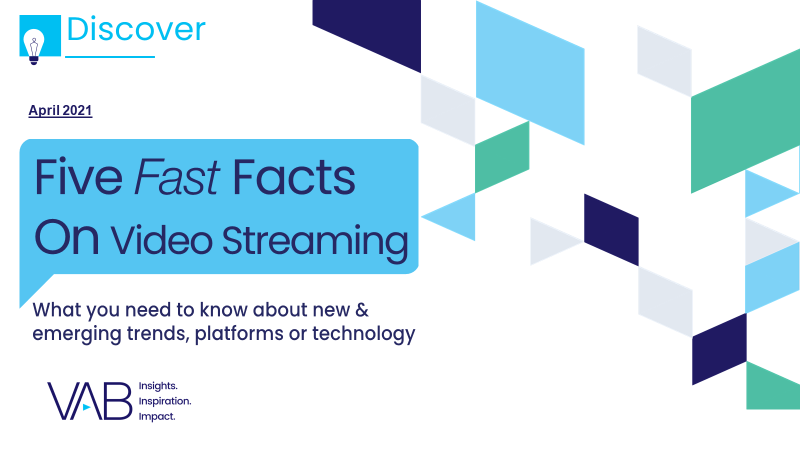 Discover
April 2021
Five Fast Facts
On Video Streaming
What you need to know about new &
emerging trends, platforms or technology
VAB
Insights.
Inspiration.
Impact.